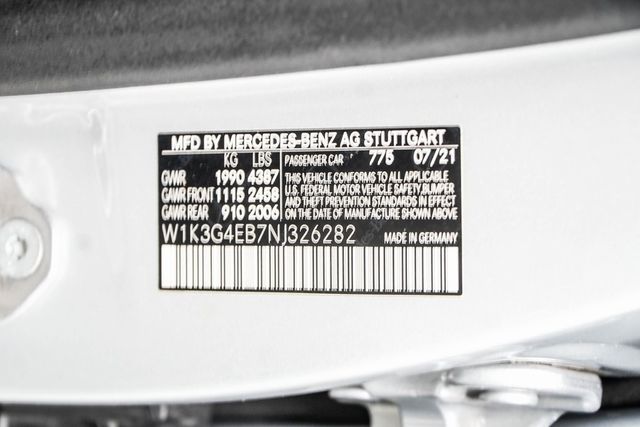 MFD BY MERCEDES-BENZ AG STUTTGART
KG LBS PASSENGER CAR 775 07/21
GVWR 1990 4387 THIS VEHICLE CONFORMS TO ALL APPLICABLE
GAWR FRONT 1115 2458 U.S. FEDERAL MOTOR VEHICLE SAFETY, BUMPER
GAWR REAR 910 2006 AND THEFT PREVENTION STANDARDS IN EFFECT
ON THE DATE OF MANUFACTURE SHOWN ABOVE
W1K3G4EB7NJ326282 MADE IN GERMANY